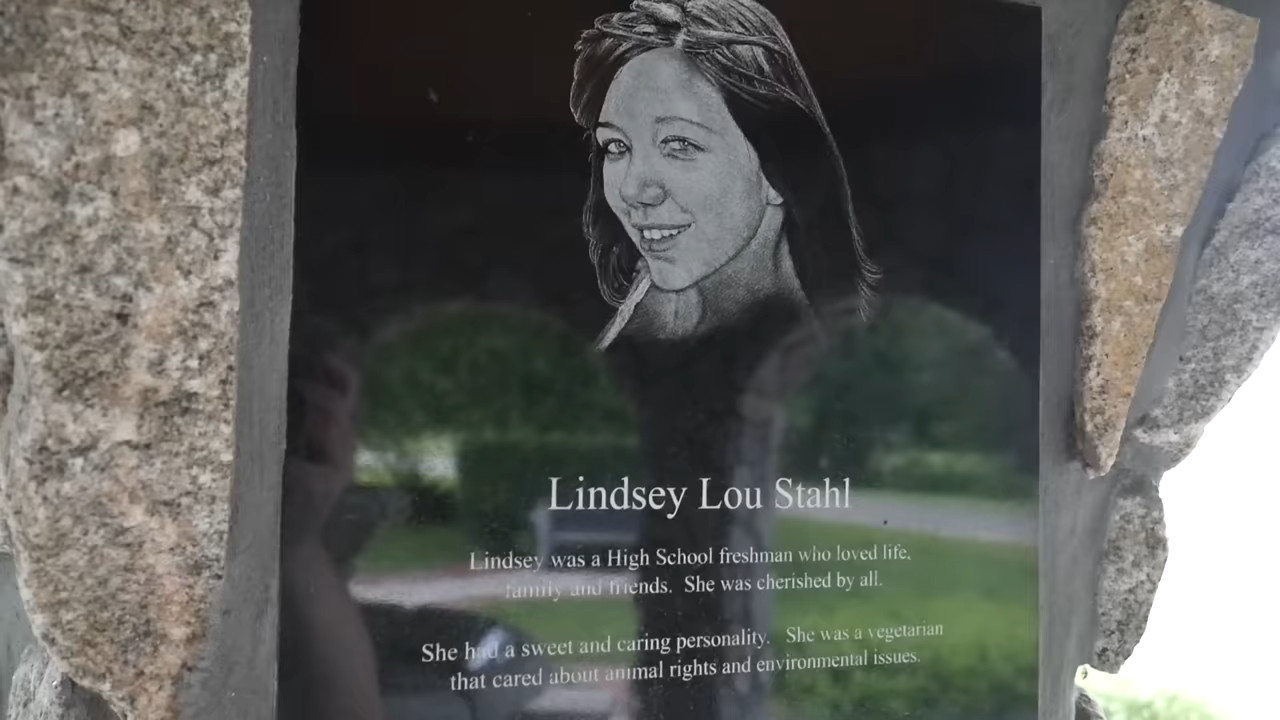 Lindsey Lou Stahl
Lindsey was a High School freshman who loved life,
family and friends. She was cherished by all.
She had a sweet and caring personality. She was a vegetarian
that cared about animal rights and environmental issues.